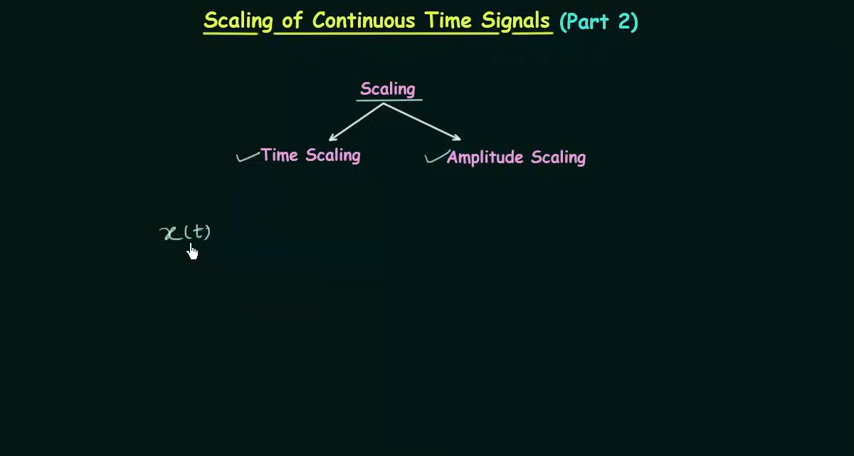 Scaling of Continuous Time Signals (Part 2)
Scaling
Time Scaling
Amplitude Scaling
x(t)